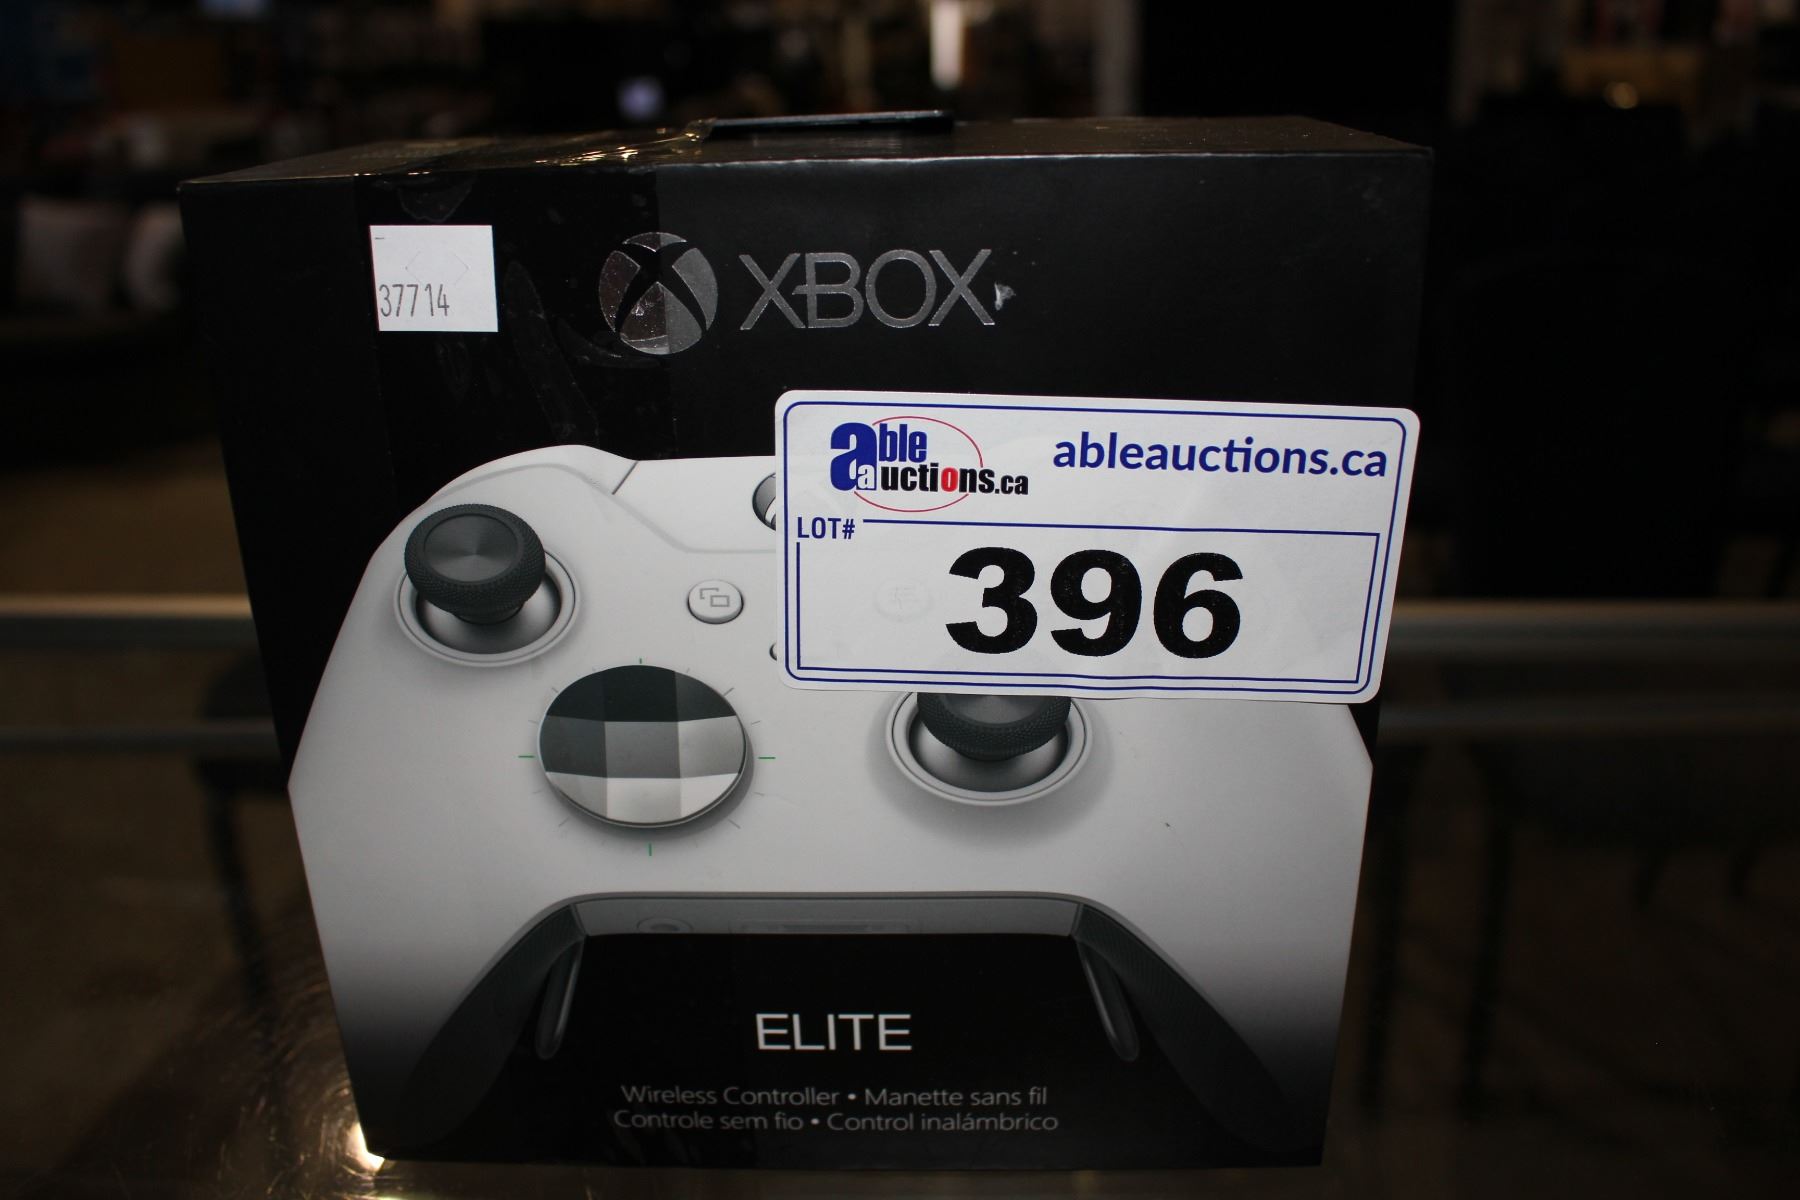 37714
XBOX
able auctions.ca
ableauctions.ca
LOT#
396
ELITE
Wireless Controller • Manette sans fil
Controle sem fio • Control inalámbrico